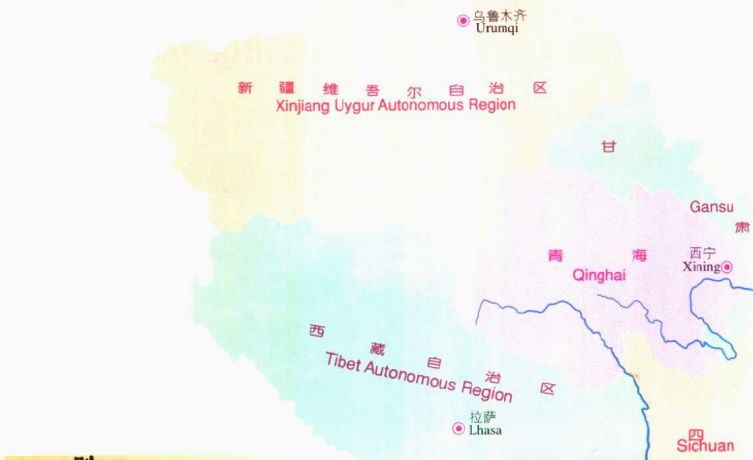 乌鲁木齐
Urumqi
新疆维吾尔自治区
Xinjiang Uygur Autonomous Region
甘
Gansu
肃
青海
Qinghai
西宁
Xining
西藏自治区
Tibet Autonomous Region
拉萨
Lhasa
四
Sichuan